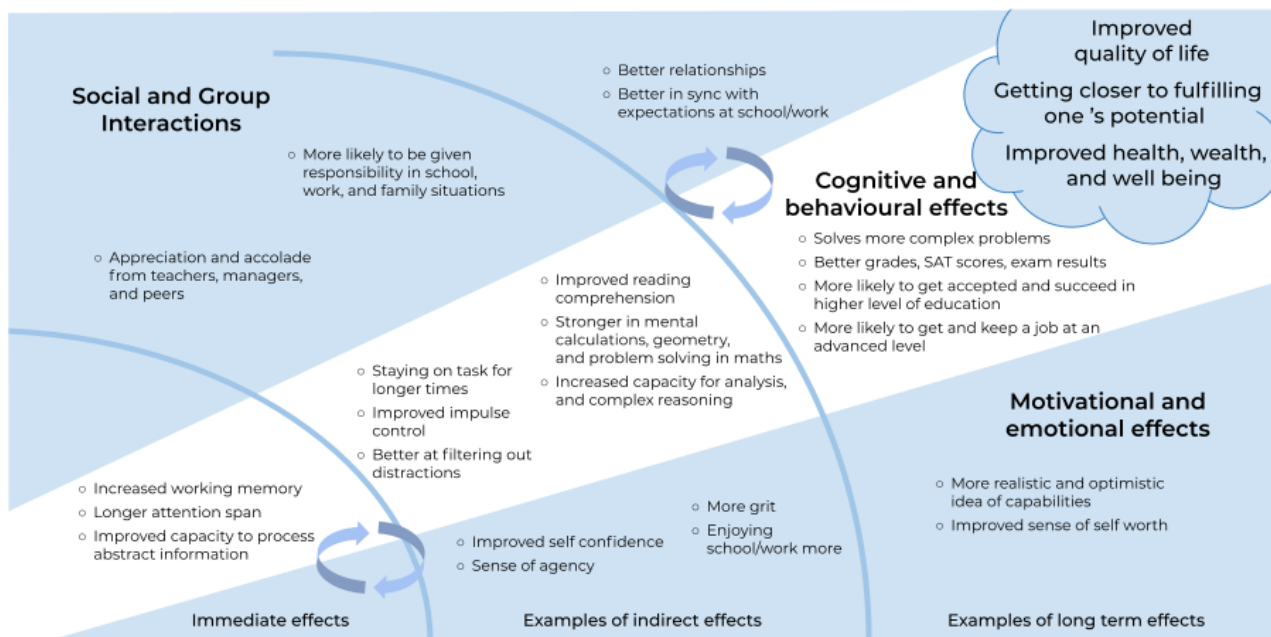 Improved
quality of life
Getting closer to fulfilling
one 's potential
Improved health, wealth,
and well being
Social and Group
Interactions
○ Better relationships
○ Better in sync with
expectations at school/work
○ More likely to be given
responsibility in school,
work, and family situations
○ Appreciation and accolade
from teachers, managers,
and peers
Cognitive and
behavioural effects
○ Solves more complex problems
○ Better grades, SAT scores, exam results
○ More likely to get accepted and succeed in
higher level of education
○ More likely to get and keep a job at an
advanced level
○ Improved reading
comprehension
○ Stronger in mental
calculations, geometry,
and problem solving in maths
○ Increased capacity for analysis,
and complex reasoning
○ Staying on task for
longer times
○ Improved impulse
control
○ Better at filtering out
distractions
○ Increased working memory
○ Longer attention span
○ Improved capacity to process
abstract information
Motivational and
emotional effects
○ More realistic and optimistic
idea of capabilities
○ Improved sense of self worth
○ More grit
○ Enjoying
school/work more
○ Improved self confidence
○ Sense of agency
Immediate effects
Examples of indirect effects
Examples of long term effects